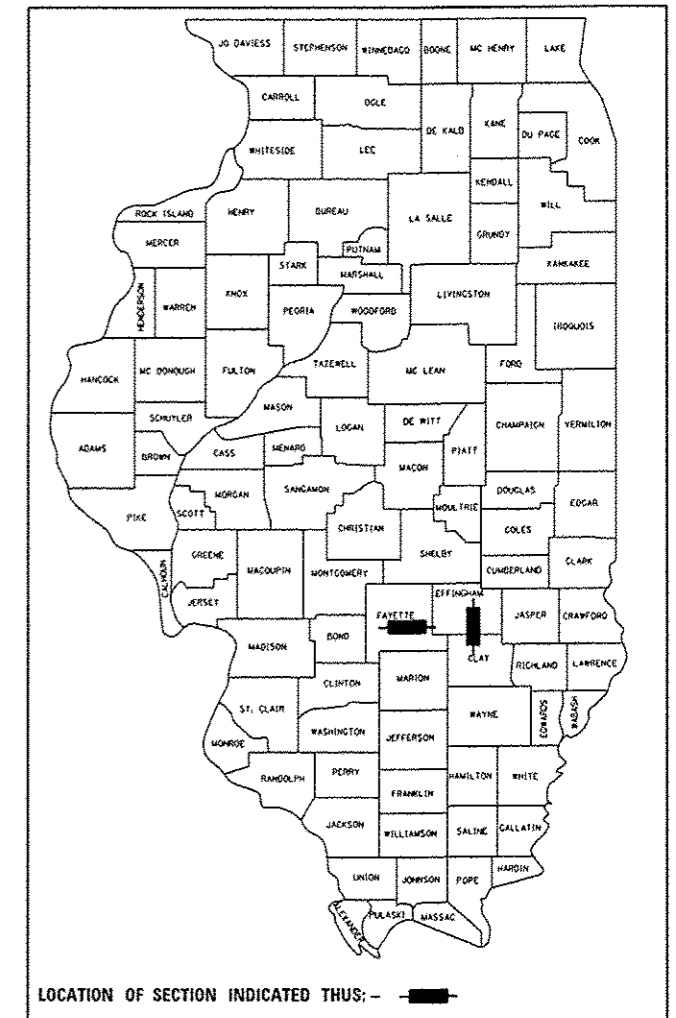 JO DAVIESS STEPHENSON WINNEBAGO BOONE MC HENRY LAKE
CARROLL OGLE DE KALB KANE DU PAGE COOK
WHITESIDE LEE KENDALL WILL
ROCK ISLAND HENRY BUREAU LA SALLE GRUNDY
MERCER PUTNAM KANKAKEE
HENDERSON WARREN KNOX STARK MARSHALL LIVINGSTON
PEORIA WOODFORD IROQUOIS
HANCOCK MC DONOUGH FULTON TAZEWELL MC LEAN FORD
SCHUYLER MASON LOGAN DE WITT CHAMPAIGN VERMILION
ADAMS BROWN CASS MENARD MACON PIATT
PIKE SCOTT MORGAN SANGAMON CHRISTIAN MOULTRIE DOUGLAS EDGAR
COLES
CALHOUN GREENE MACOUPIN MONTGOMERY SHELBY CUMBERLAND CLARK
JERSEY FAYETTE EFFINGHAM JASPER CRAWFORD
MADISON BOND CLAY RICHLAND LAWRENCE
CLINTON MARION
ST. CLAIR WAYNE EDWARDS WABASH
MONROE WASHINGTON JEFFERSON
RANDOLPH PERRY HAMILTON WHITE
FRANKLIN
JACKSON WILLIAMSON SALINE GALLATIN
UNION JOHNSON POPE HARDIN
ALEXANDER PULASKI MASSAC
LOCATION OF SECTION INDICATED THUS; -